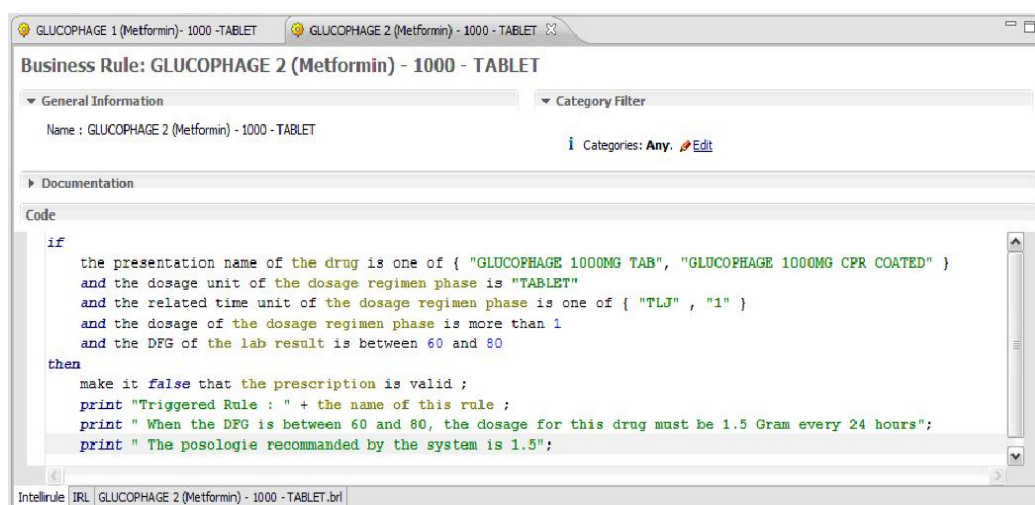 GLUCOPHAGE 1 (Metformin)- 1000 -TABLET
GLUCOPHAGE 2 (Metformin) - 1000 - TABLET
Business Rule: GLUCOPHAGE 2 (Metformin) - 1000 - TABLET
General Information
Category Filter
Name : GLUCOPHAGE 2 (Metformin) - 1000 - TABLET
i Categories: Any. Edit
Documentation
Code
if
the presentation name of the drug is one of { "GLUCOPHAGE 1000MG TAB", "GLUCOPHAGE 1000MG CPR COATED" }
and the dosage unit of the dosage regimen phase is "TABLET"
and the related time unit of the dosage regimen phase is one of { "TLJ" , "1" }
and the dosage of the dosage regimen phase is more than 1
and the DFG of the lab result is between 60 and 80
then
make it false that the prescription is valid ;
print "Triggered Rule : " + the name of this rule ;
print " When the DFG is between 60 and 80, the dosage for this drug must be 1.5 Gram every 24 hours";
print " The posologie recommanded by the system is 1.5";
Intellirule IRL GLUCOPHAGE 2 (Metformin) - 1000 - TABLET.brl